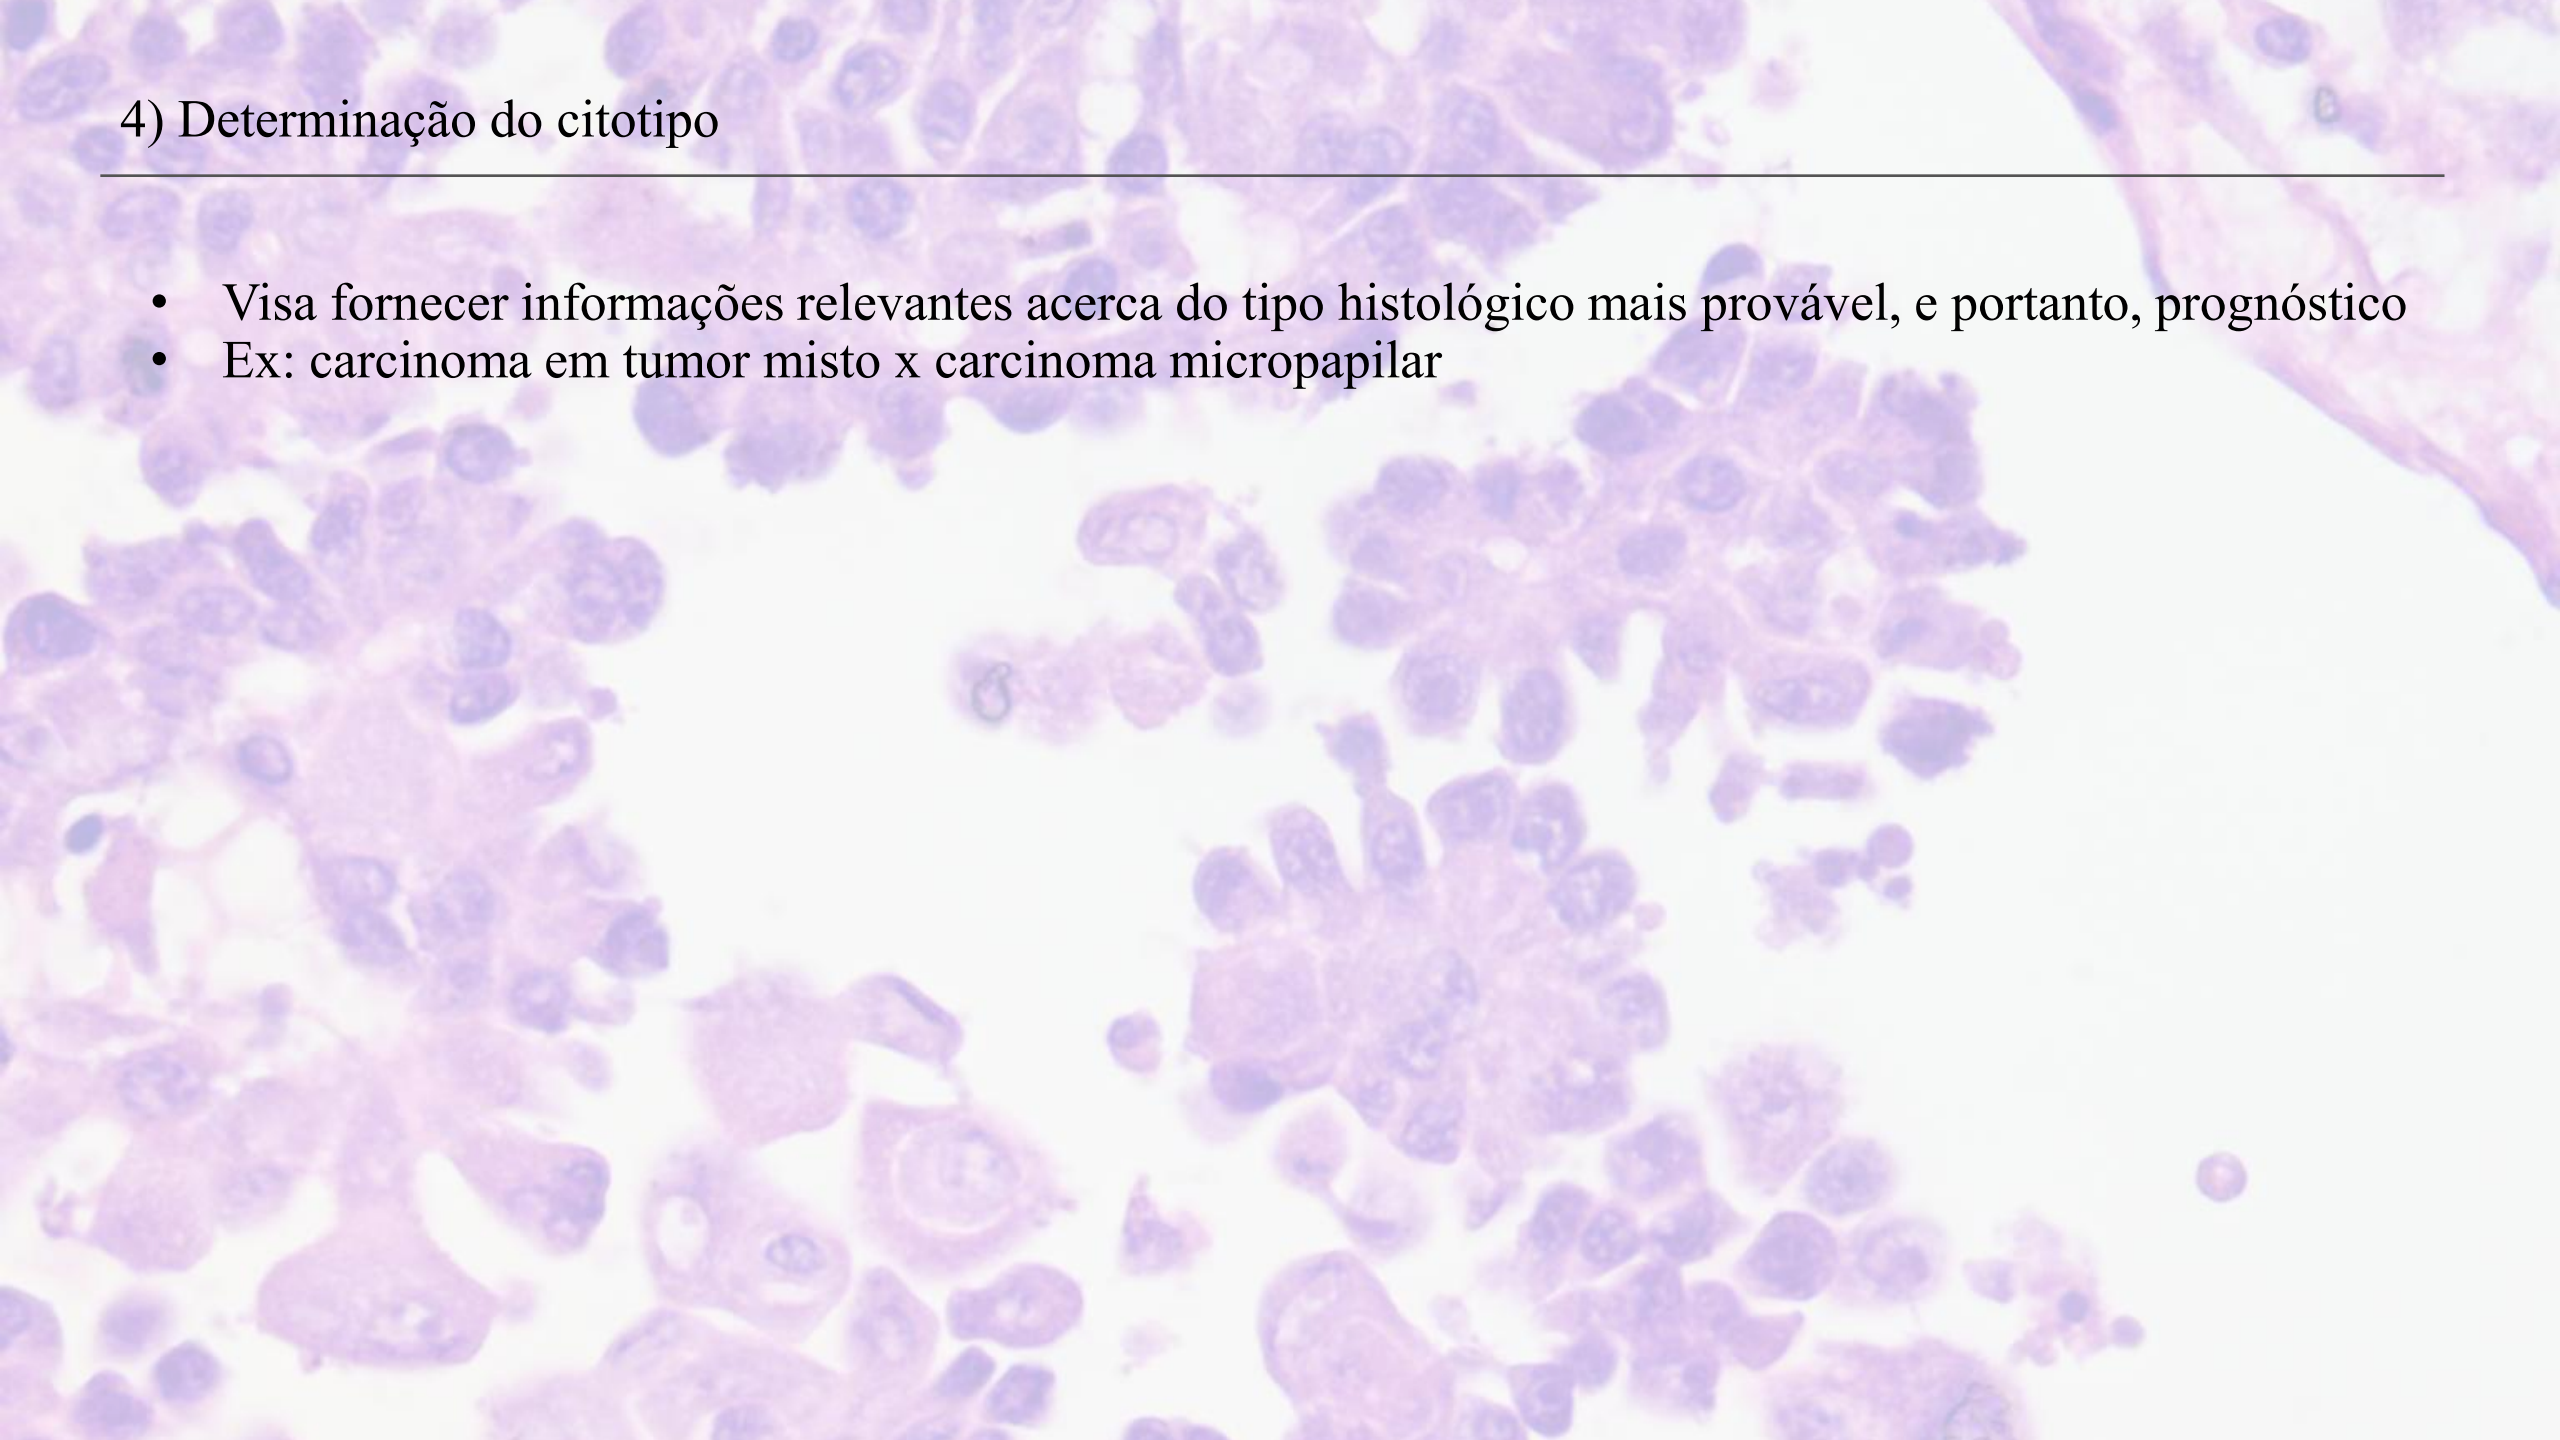 4) Determinação do citotipo
• Visa fornecer informações relevantes acerca do tipo histológico mais provável, e portanto, prognóstico
• Ex: carcinoma em tumor misto x carcinoma micropapilar